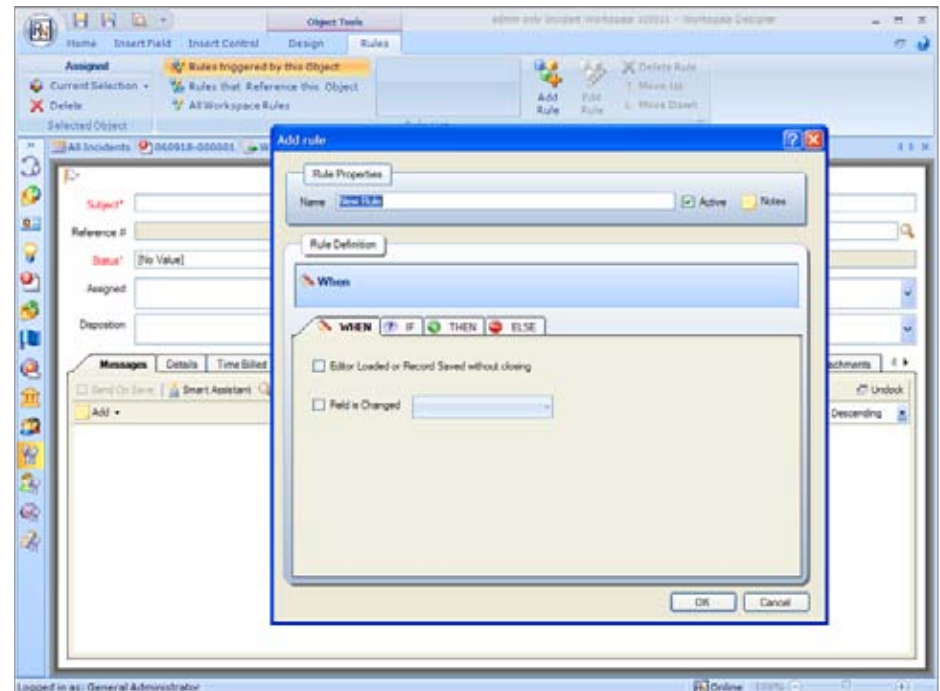 Object Tools
admin only Incident Workspace 100011 - Workspace Designer
Home Insert Field Insert Control Design Rules
Assigned
Current Selection
Delete
Selected Object
Rules triggered by this Object
Rules that Reference this Object
All Workspace Rules
Add Rule
Edit Rule
Delete Rule
Move Up
Move Down
All Incidents 060918-000001
Add rule
Rule Properties
Name New Rule Active Notes
Rule Definition
When
WHEN IF THEN ELSE
Editor Loaded or Record Saved without closing
Field is Changed
OK Cancel
Subject*
Reference #
Status* [No Value]
Assigned
Disposition
Messages Details Time Billed
Send On Save Smart Assistant Undock
Add Descending
Logged in as: General Administrator Online 100%